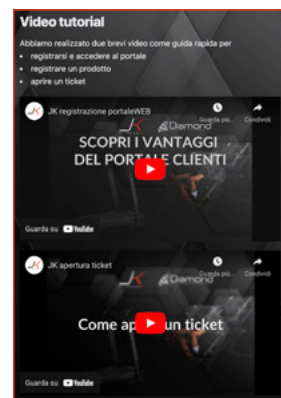 Video tutorial
Abbiamo realizzato due brevi video come guida rapida per
• registrarsi e accedere al portale
• registrare un prodotto
• aprire un ticket
JK registrazione portaleWEB
Guarda più...
Condividi
JK
Diamond
SCOPRI I VANTAGGI
DEL PORTALE CLIENTI
Guarda su YouTube
JK apertura ticket
Guarda più...
Condividi
JK
Diamond
Come ap un ticket
Guarda su YouTube